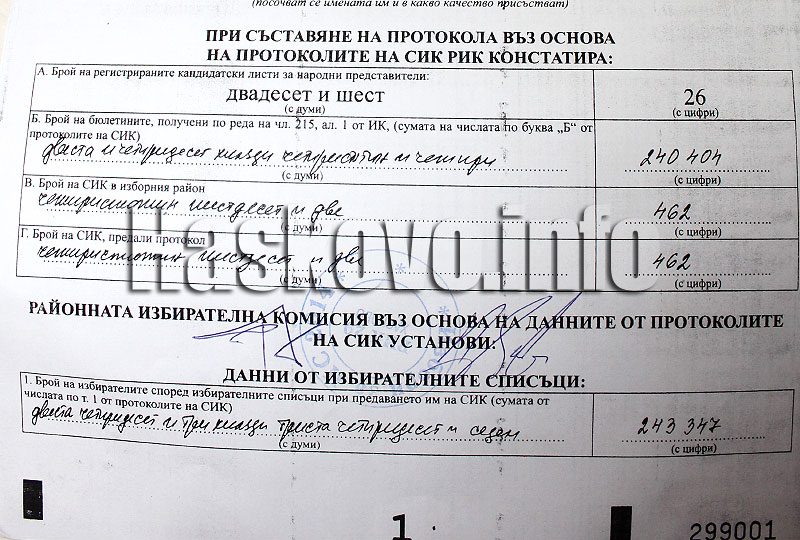 (посочват се имената им и в какво качество присъстват)
ПРИ СЪСТАВЯНЕ НА ПРОТОКОЛА ВЪЗ ОСНОВА
НА ПРОТОКОЛИТЕ НА СИК РИК КОНСТАТИРА:
А. Брой на регистрираните кандидатски листи за народни представители:
двадесет и шест 26
(с думи) (с цифри)
Б. Брой на бюлетините, получени по реда на чл. 215, ал. 1 от ИК, (сумата на числата по буква „Б“ от
протоколите на СИК)
двеста и четиридесет хиляди четиристотин и четири 240 404
(с думи) (с цифри)
В. Брой на СИК в изборния район
четиристотин шестдесет и две 462
(с думи) (с цифри)
Haskovo.info
Г. Брой на СИК, предали протокол
четиристотин шестдесет и две 462
(с думи) (с цифри)
РАЙОННАТА ИЗБИРАТЕЛНА КОМИСИЯ ВЪЗ ОСНОВА НА ДАННИТЕ ОТ ПРОТОКОЛИТЕ
НА СИК УСТАНОВИ:
ДАННИ ОТ ИЗБИРАТЕЛНИТЕ СПИСЪЦИ:
1. Брой на избирателите според избирателните списъци при предаването им на СИК (сумата от
числата по т. 1 от протоколите на СИК)
двеста четиридесет и три хиляди триста четиридесет и седем 243 347
(с думи) (с цифри)
1
299001